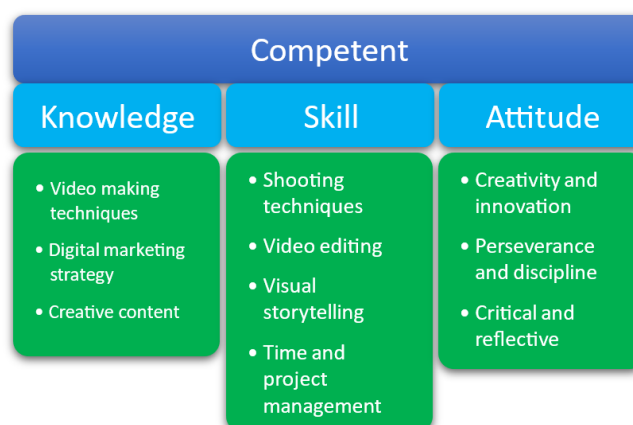 Competent
Knowledge
• Video making
techniques
• Digital marketing
strategy
• Creative content
Skill
• Shooting
techniques
• Video editing
• Visual
storytelling
• Time and
project
management
Attitude
• Creativity and
innovation
• Perseverance
and discipline
• Critical and
reflective